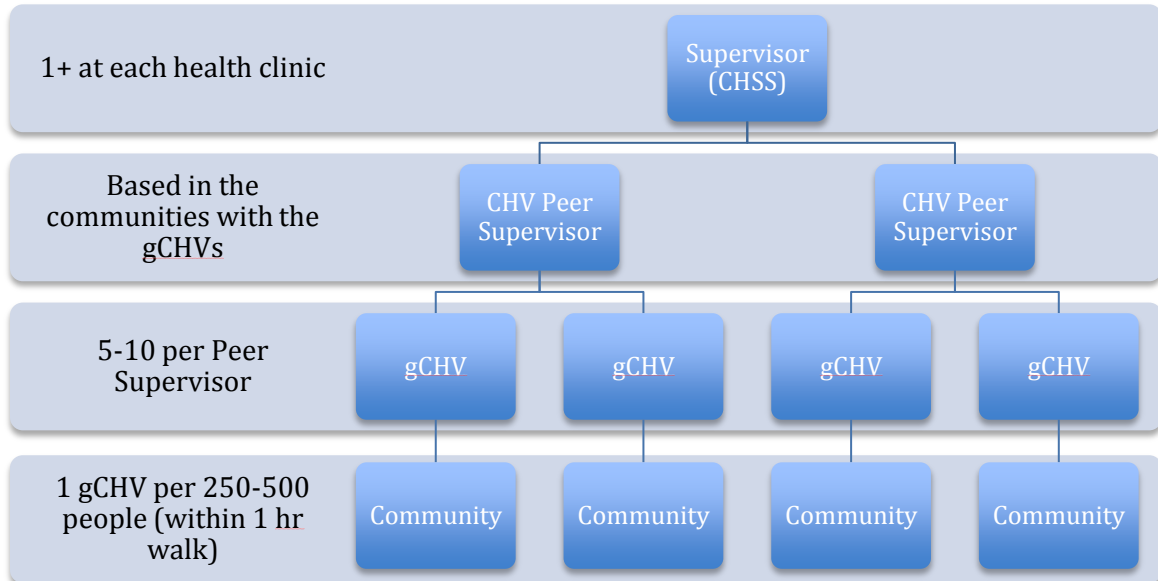 1+ at each health clinic
Supervisor
(CHSS)
Based in the
communities with the
gCHVs
CHV Peer
Supervisor
CHV Peer
Supervisor
5-10 per Peer
Supervisor
gCHV
gCHV
gCHV
gCHV
1 gCHV per 250-500
people (within 1 hr
walk)
Community
Community
Community
Community